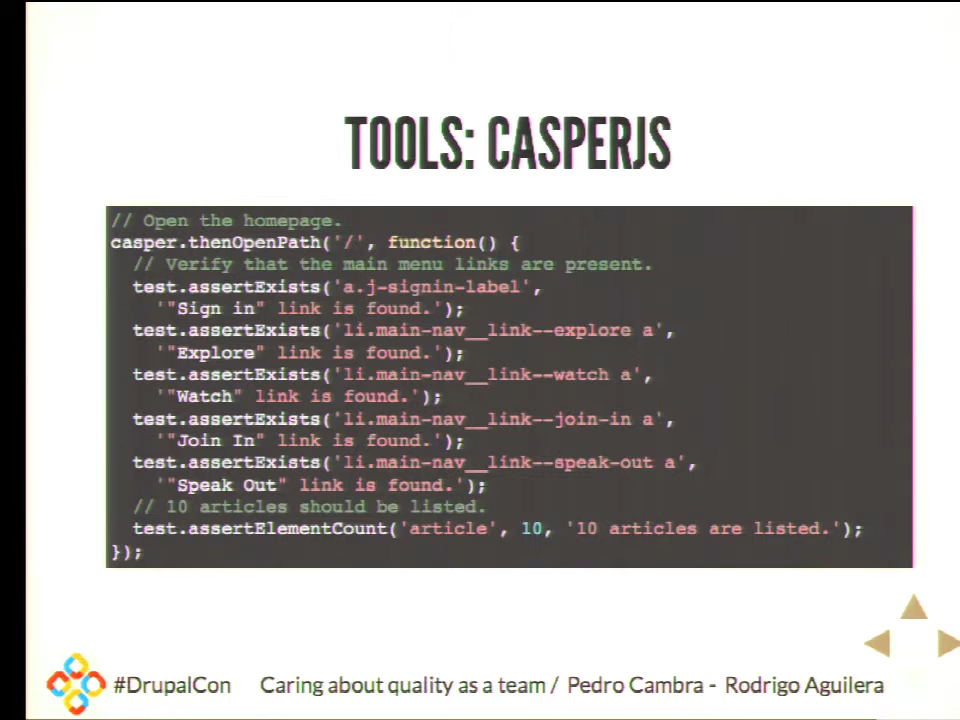 TOOLS: CASPERJS
// Open the homepage.
casper.thenOpenPath('/', function() {
// Verify that the main menu links are present.
test.assertExists('a.j-signin-label',
'"Sign in" link is found.');
test.assertExists('li.main-nav__link--explore a',
'"Explore" link is found.');
test.assertExists('li.main-nav__link--watch a',
'"Watch" link is found.');
test.assertExists('li.main-nav__link--join-in a',
'"Join In" link is found.');
test.assertExists('li.main-nav__link--speak-out a',
'"Speak Out" link is found.');
// 10 articles should be listed.
test.assertElementCount('article', 10, '10 articles are listed.');
});
#DrupalCon Caring about quality as a team / Pedro Cambra - Rodrigo Aguilera